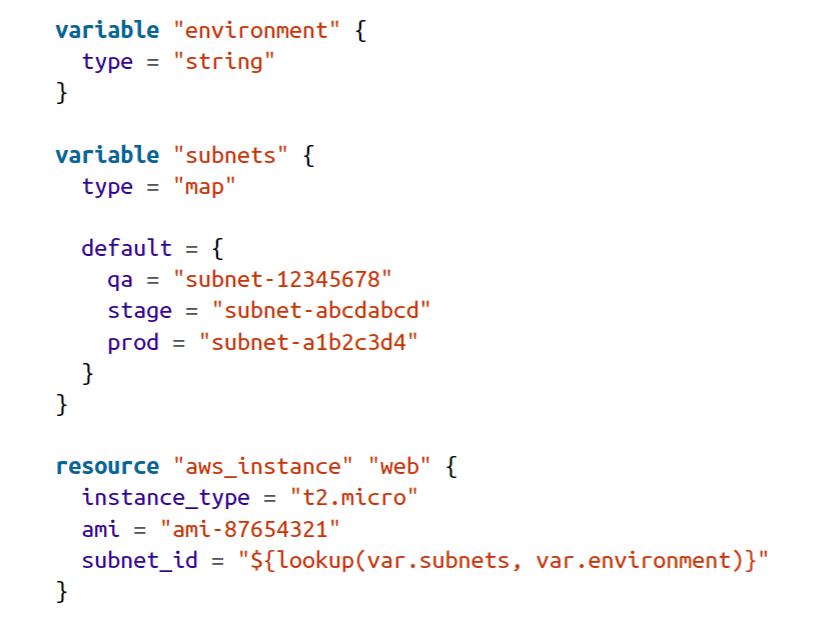 variable "environment" {
  type = "string"
}

variable "subnets" {
  type = "map"

  default = {
    qa = "subnet-12345678"
    stage = "subnet-abcdabcd"
    prod = "subnet-a1b2c3d4"
  }
}

resource "aws_instance" "web" {
  instance_type = "t2.micro"
  ami = "ami-87654321"
  subnet_id = "${lookup(var.subnets, var.environment)}"
}